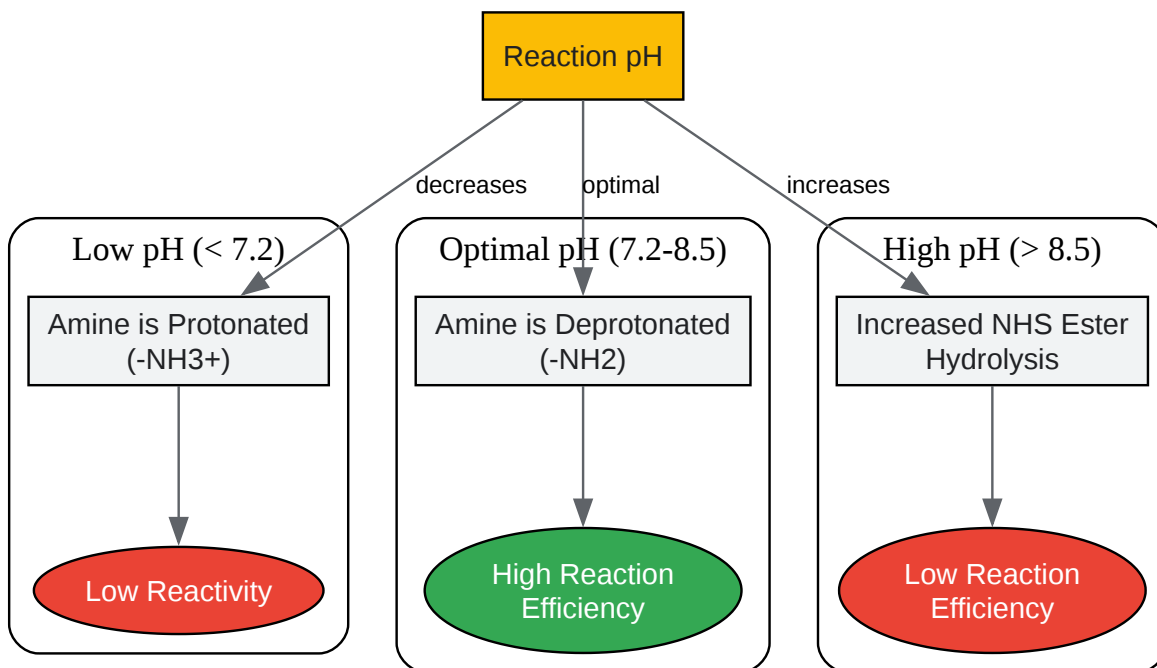 Reaction pH
decreases
optimal
increases
Low pH (< 7.2)
Optimal pH (7.2-8.5)
High pH (> 8.5)
Amine is Protonated
(-NH3+)
Amine is Deprotonated
(-NH2)
Increased NHS Ester
Hydrolysis
Low Reactivity
High Reaction
Efficiency
Low Reaction
Efficiency